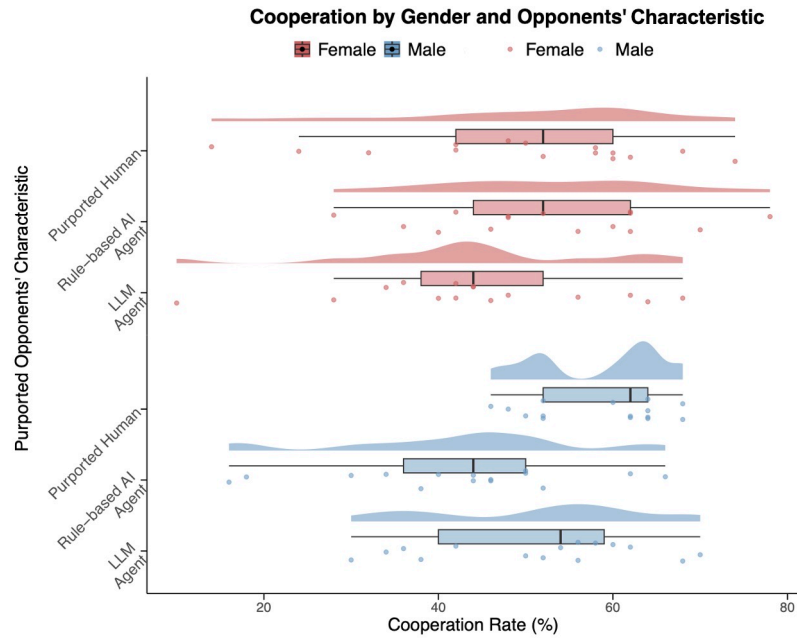 Cooperation by Gender and Opponents' Characteristic
Female Male Female Male
Purported Opponents' Characteristic
Purported Human
Rule-based AI
Agent
LLM
Agent
Purported Human
Rule-based AI
Agent
LLM
Agent
20 40 60 80
Cooperation Rate (%)